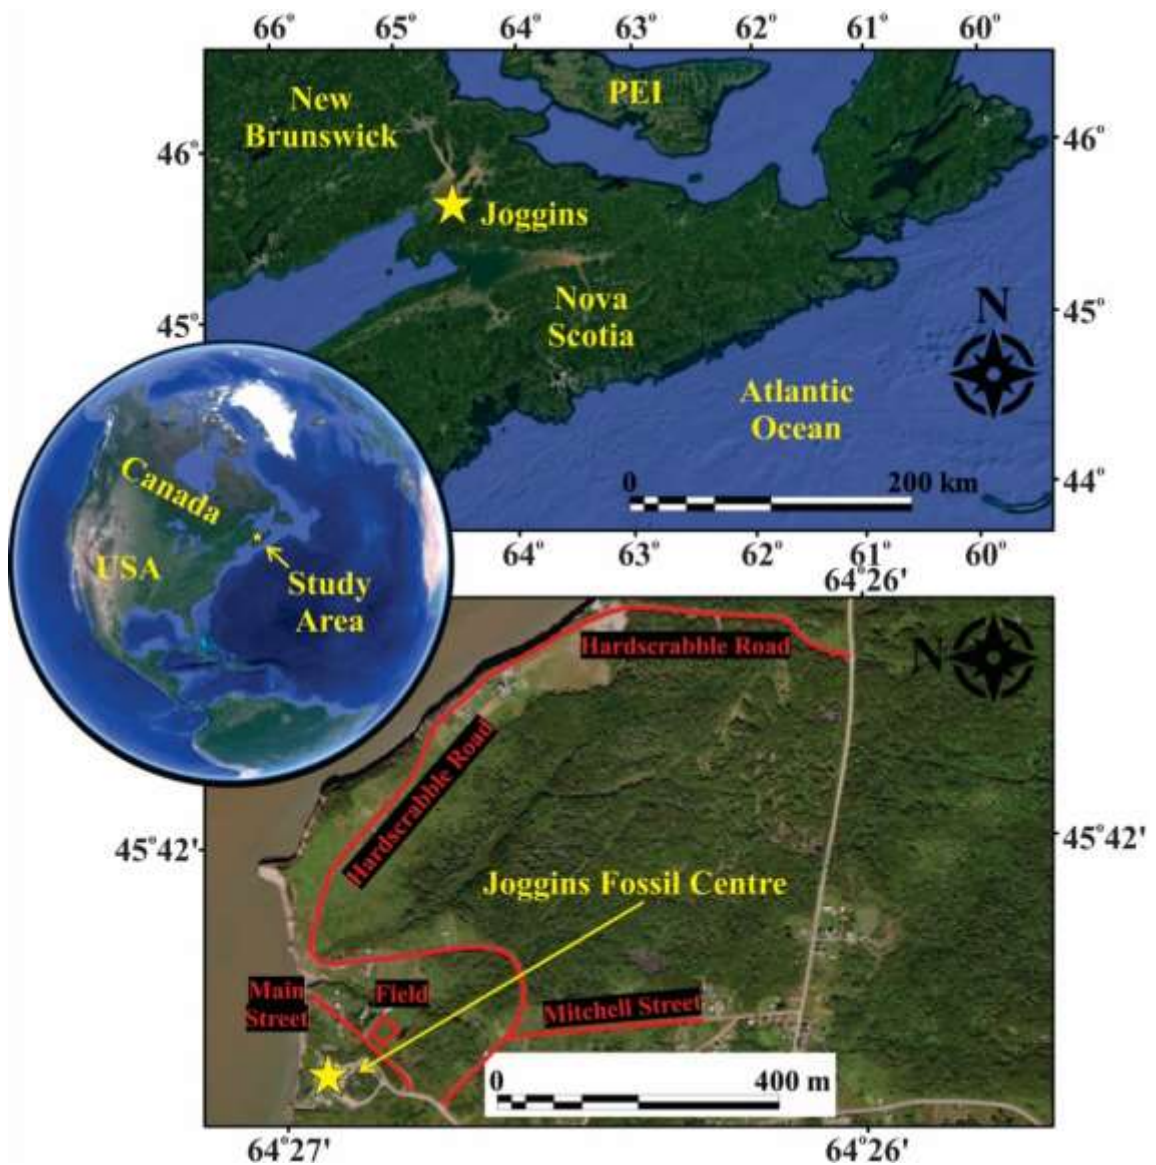 66° 65° 64° 63° 62° 61° 60°
New
Brunswick
PEI
46°
46°
Joggins
Nova
Scotia
N
45°
45°
Atlantic
Ocean
0 200 km
44°
Canada
USA
Study
Area
64° 63° 62° 61° 60°
64°26'
Hardscrabble Road
N
Hardscrabble Road
45°42'
45°42'
Joggins Fossil Centre
Main
Street
Field
Mitchell Street
0 400 m
64°27'
64°26'